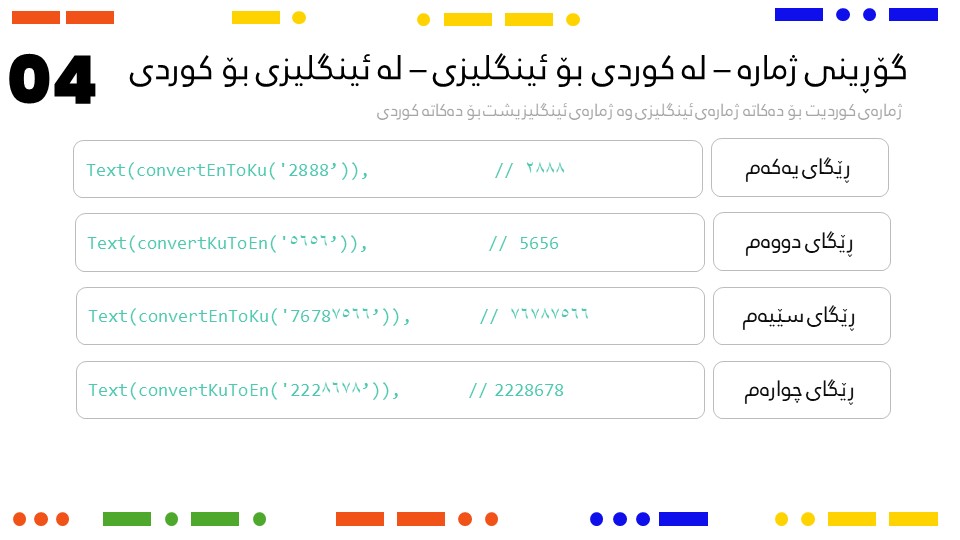 04
گۆڕینی ژمارە – لە کوردی بۆ ئینگلیزی – لە ئینگلیزی بۆ کوردی
ژمارەی کوردیت بۆ دەکاتە ژمارەی ئینگلیزی وە ژمارەی ئینگلیزیشت بۆ دەکاتە کوردی
ڕێگای یەکەم
Text(convertEnToKu('2888’)), // ٢٨٨٨
ڕێگای دووەم
Text(convertKuToEn('٥٦٥٦’)), // 5656
ڕێگای سێیەم
Text(convertEnToKu('7678٧٥٦٦’)), // ٧٦٧٨٧٥٦٦
ڕێگای چوارەم
Text(convertKuToEn('222٨٦٧٨’)), // 2228678